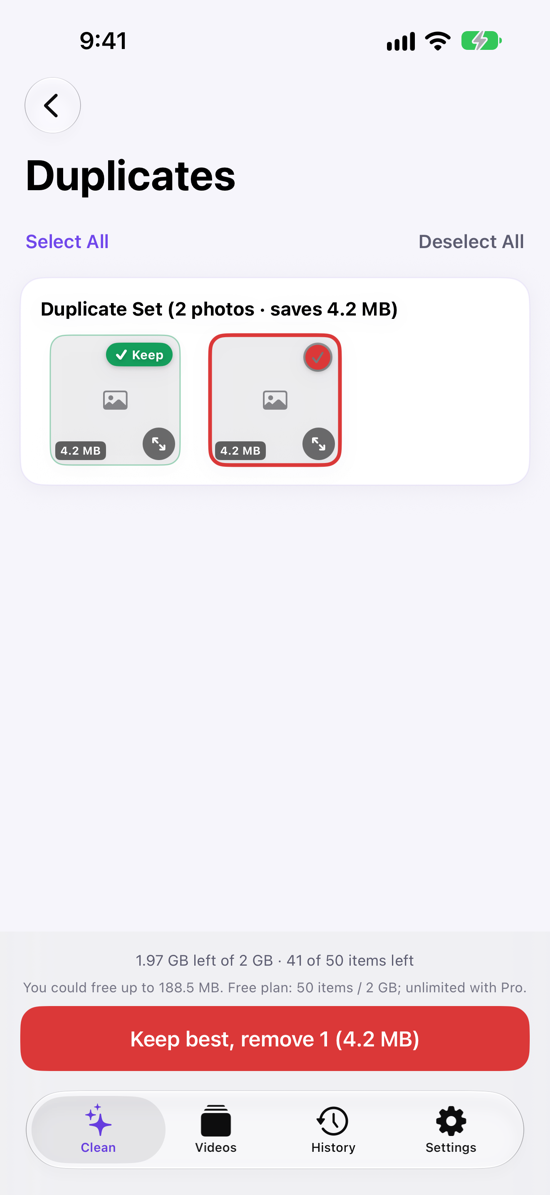 9:41
Duplicates
Select All
Deselect All
Duplicate Set (2 photos · saves 4.2 MB)
Keep
4.2 MB
4.2 MB
1.97 GB left of 2 GB · 41 of 50 items left
You could free up to 188.5 MB. Free plan: 50 items / 2 GB; unlimited with Pro.
Keep best, remove 1 (4.2 MB)
Clean
Videos
History
Settings